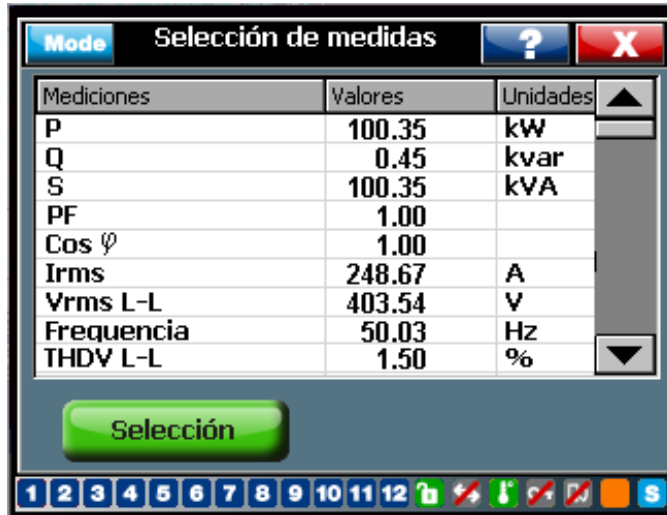 Mode Selección de medidas ? X
Mediciones Valores Unidades
P 100.35 kW
Q 0.45 kvar
S 100.35 kVA
PF 1.00
Cos φ 1.00
Irms 248.67 A
Vrms L-L 403.54 V
Frequencia 50.03 Hz
THDV L-L 1.50 %
Selección
1 2 3 4 5 6 7 8 9 10 11 12 S